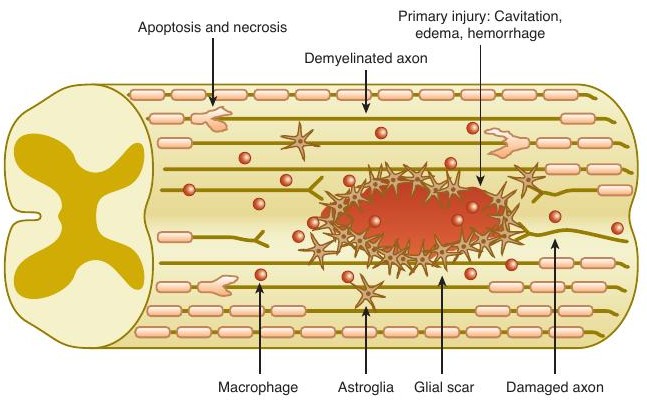 Primary injury: Cavitation,
edema, hemorrhage
Apoptosis and necrosis
Demyelinated axon
Macrophage
Astroglia
Glial scar
Damaged axon